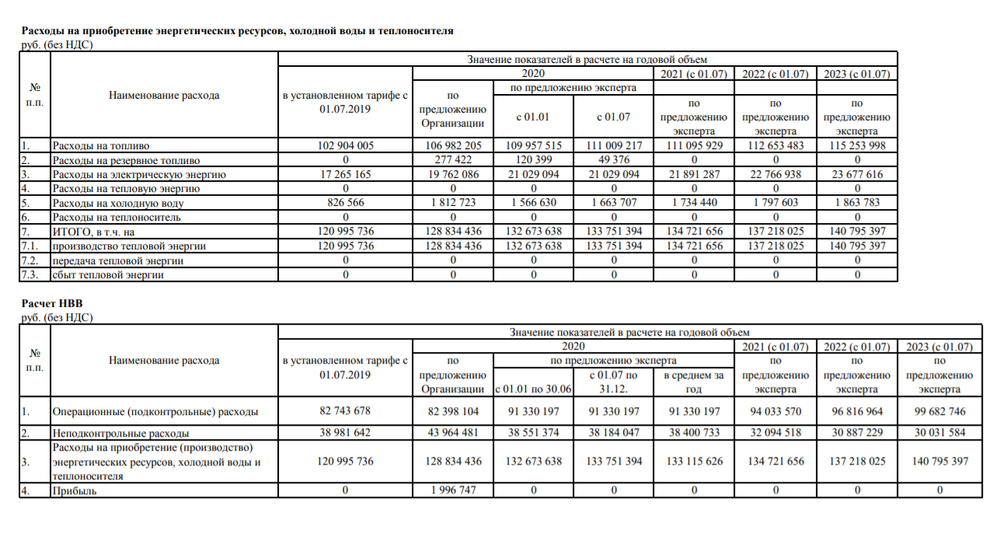 Расходы на приобретение энергетических ресурсов, холодной воды и теплоносителя
руб. (без НДС)
№ п.п. Наименование расхода Значение показателей в расчете на годовой объем
в установленном тарифе с 01.07.2019 2020 2021 (с 01.07) 2022 (с 01.07) 2023 (с 01.07)
по предложению Организации по предложению эксперта по предложению эксперта по предложению эксперта по предложению эксперта
с 01.01 с 01.07
1. Расходы на топливо 102 904 005 106 982 205 109 957 515 111 009 217 111 095 929 112 653 483 115 253 998
2. Расходы на резервное топливо 0 277 422 120 399 49 376 0 0 0
3. Расходы на электрическую энергию 17 265 165 19 762 086 21 029 094 21 029 094 21 891 287 22 766 938 23 677 616
4. Расходы на тепловую энергию 0 0 0 0 0 0 0
5. Расходы на холодную воду 826 566 1 812 723 1 566 630 1 663 707 1 734 440 1 797 603 1 863 783
6. Расходы на теплоноситель 0 0 0 0 0 0 0
7. ИТОГО, в т.ч. на 120 995 736 128 834 436 132 673 638 133 751 394 134 721 656 137 218 025 140 795 397
7.1. производство тепловой энергии 120 995 736 128 834 436 132 673 638 133 751 394 134 721 656 137 218 025 140 795 397
7.2. передача тепловой энергии 0 0 0 0 0 0 0
7.3. сбыт тепловой энергии 0 0 0 0 0 0 0
Расчет НВВ
руб. (без НДС)
№ п.п. Наименование расхода Значение показателей в расчете на годовой объем
в установленном тарифе с 01.07.2019 2020 2021 (с 01.07) 2022 (с 01.07) 2023 (с 01.07)
по предложению Организации по предложению эксперта по предложению эксперта по предложению эксперта по предложению эксперта
с 01.01 по 30.06 с 01.07 по 31.12. в среднем за год
1. Операционные (подконтрольные) расходы 82 743 678 82 398 104 91 330 197 91 330 197 91 330 197 94 033 570 96 816 964 99 682 746
2. Неподконтрольные расходы 38 981 642 43 964 481 38 551 374 38 184 047 38 400 733 32 094 518 30 887 229 30 031 584
3. Расходы на приобретение (производство) энергетических ресурсов, холодной воды и теплоносителя 120 995 736 128 834 436 132 673 638 133 751 394 133 115 626 134 721 656 137 218 025 140 795 397
4. Прибыль 0 1 996 747 0 0 0 0 0 0